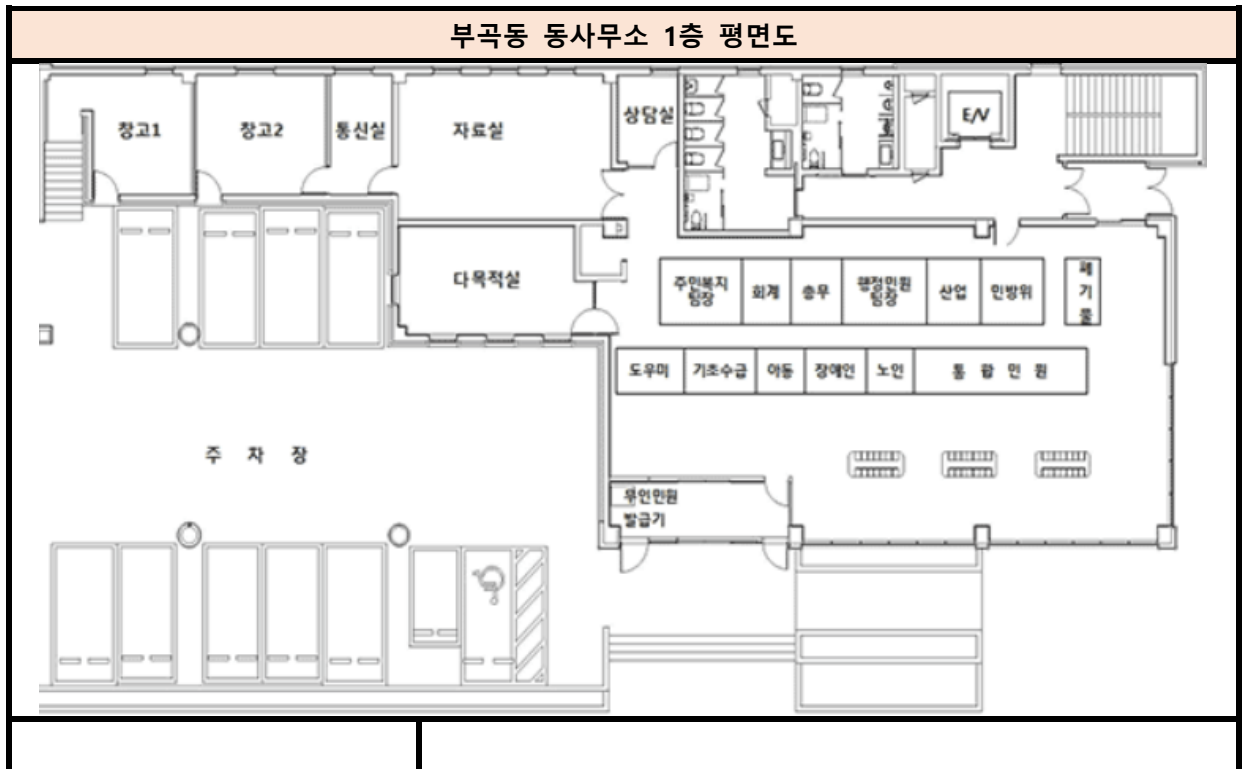 부곡동 동사무소 1층 평면도
창고1
창고2
통신실
자료실
상담실
E/V
다목적실
주민복지
팀장
회계
총무
행정민원
팀장
산업
민방위
폐
기
물
도우미
기초수급
아동
장애인
노인
통 합 민 원
주 차 장
무인민원
발급기